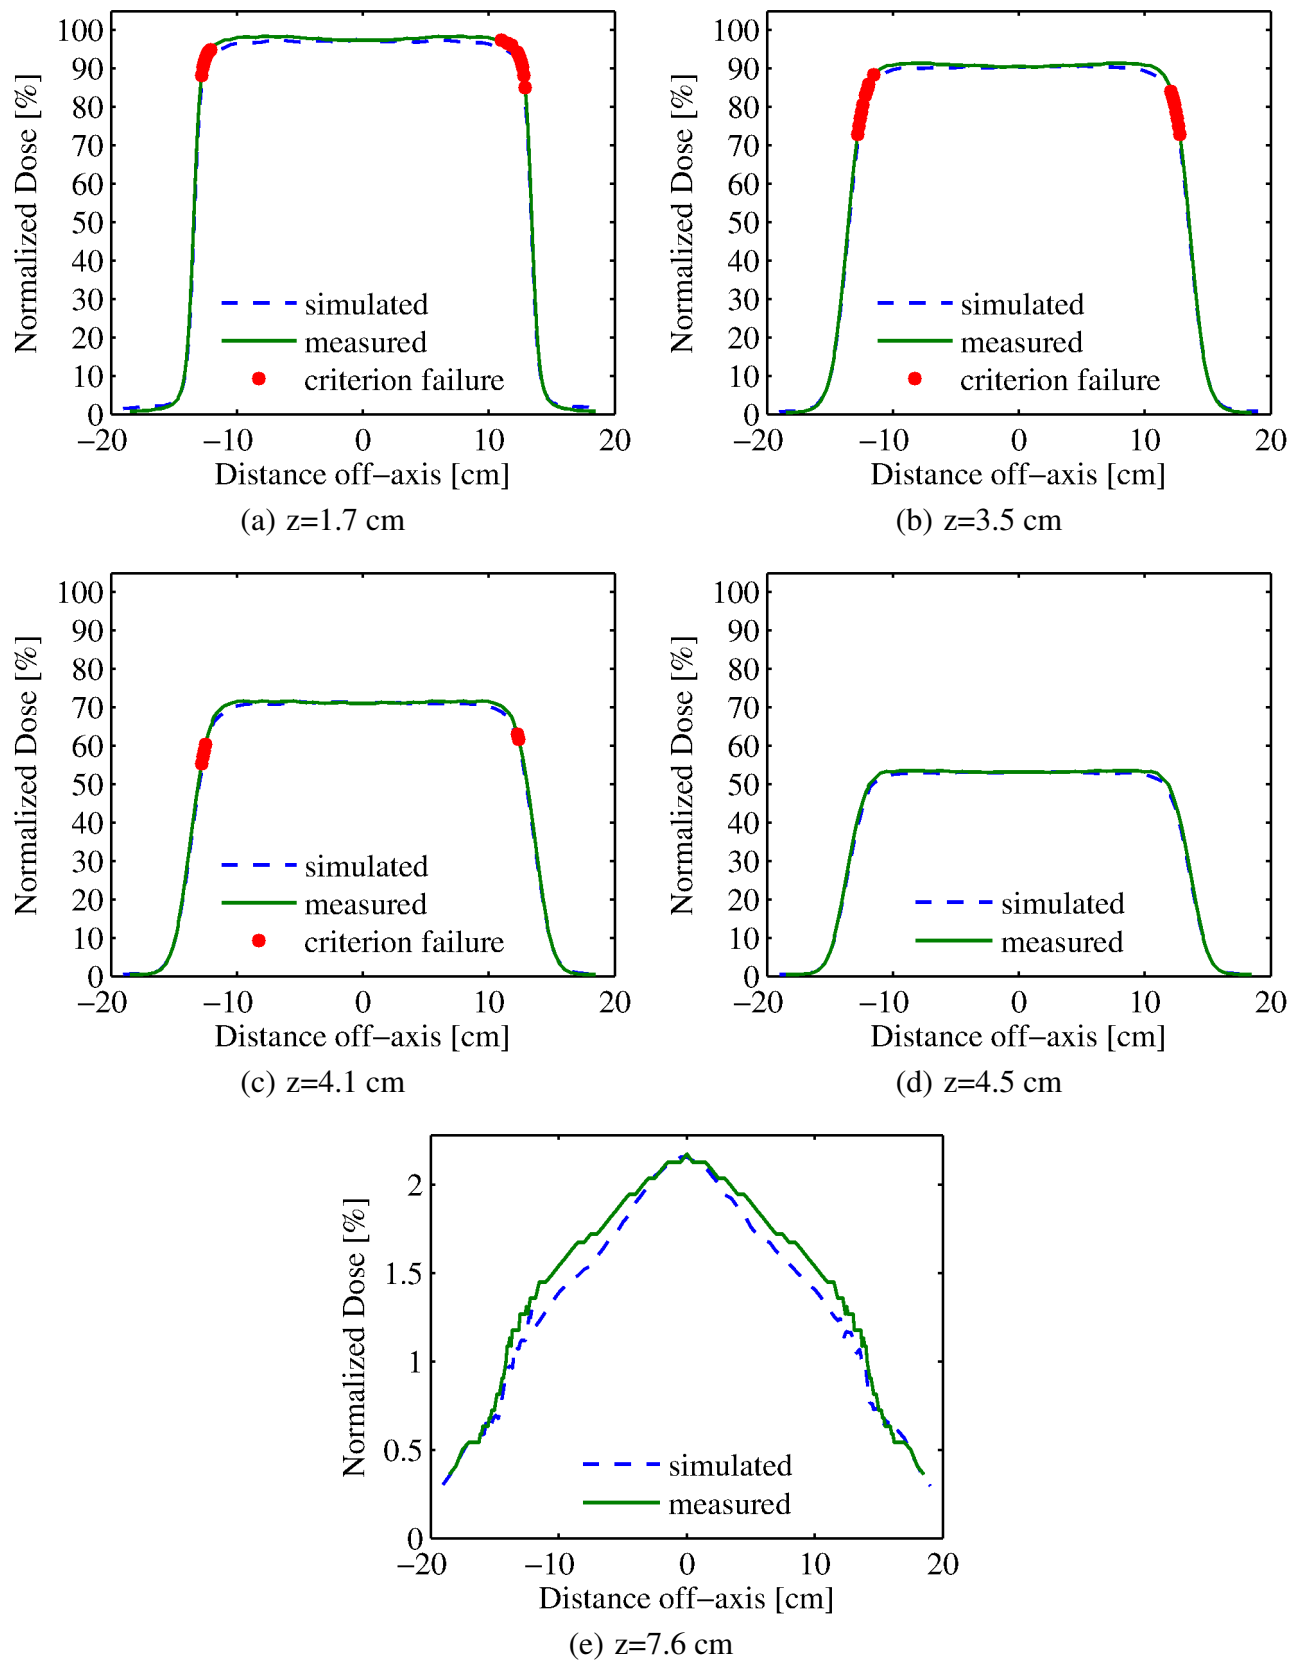 Normalized Dose [%]
100
90
80
70
60
50
40
30
20
10
0
simulated
measured
criterion failure
−20
−10
0
10
20
Distance off−axis [cm]
(a) z=1.7 cm
Normalized Dose [%]
100
90
80
70
60
50
40
30
20
10
0
simulated
measured
criterion failure
−20
−10
0
10
20
Distance off−axis [cm]
(b) z=3.5 cm
Normalized Dose [%]
100
90
80
70
60
50
40
30
20
10
0
simulated
measured
criterion failure
−20
−10
0
10
20
Distance off−axis [cm]
(c) z=4.1 cm
Normalized Dose [%]
100
90
80
70
60
50
40
30
20
10
0
simulated
measured
−20
−10
0
10
20
Distance off−axis [cm]
(d) z=4.5 cm
Normalized Dose [%]
2
1.5
1
0.5
0
simulated
measured
−20
−10
0
10
20
Distance off−axis [cm]
(e) z=7.6 cm